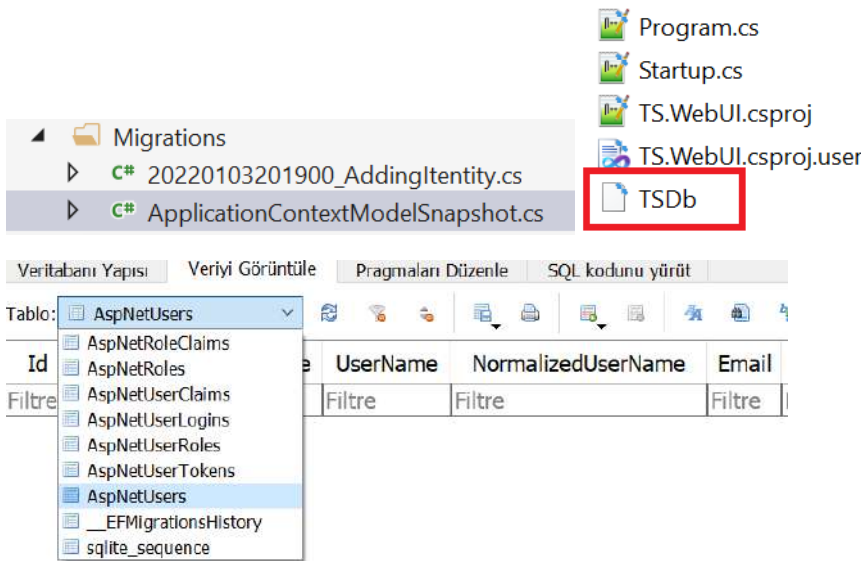 Program.cs
Startup.cs
TS.WebUI.csproj
TS.WebUI.csproj.user
TSDb
Migrations
C# 20220103201900_AddingItentity.cs
C# ApplicationContextModelSnapshot.cs
Veritabanı Yapısı Veriyi Görüntüle Pragmaları Düzenle SQL kodunu yürüt
Tablo: AspNetUsers
Id e UserName NormalizedUserName Email
Filtre Filtre Filtre Filtre
AspNetRoleClaims
AspNetRoles
AspNetUserClaims
AspNetUserLogins
AspNetUserRoles
AspNetUserTokens
AspNetUsers
__EFMigrationsHistory
sqlite_sequence